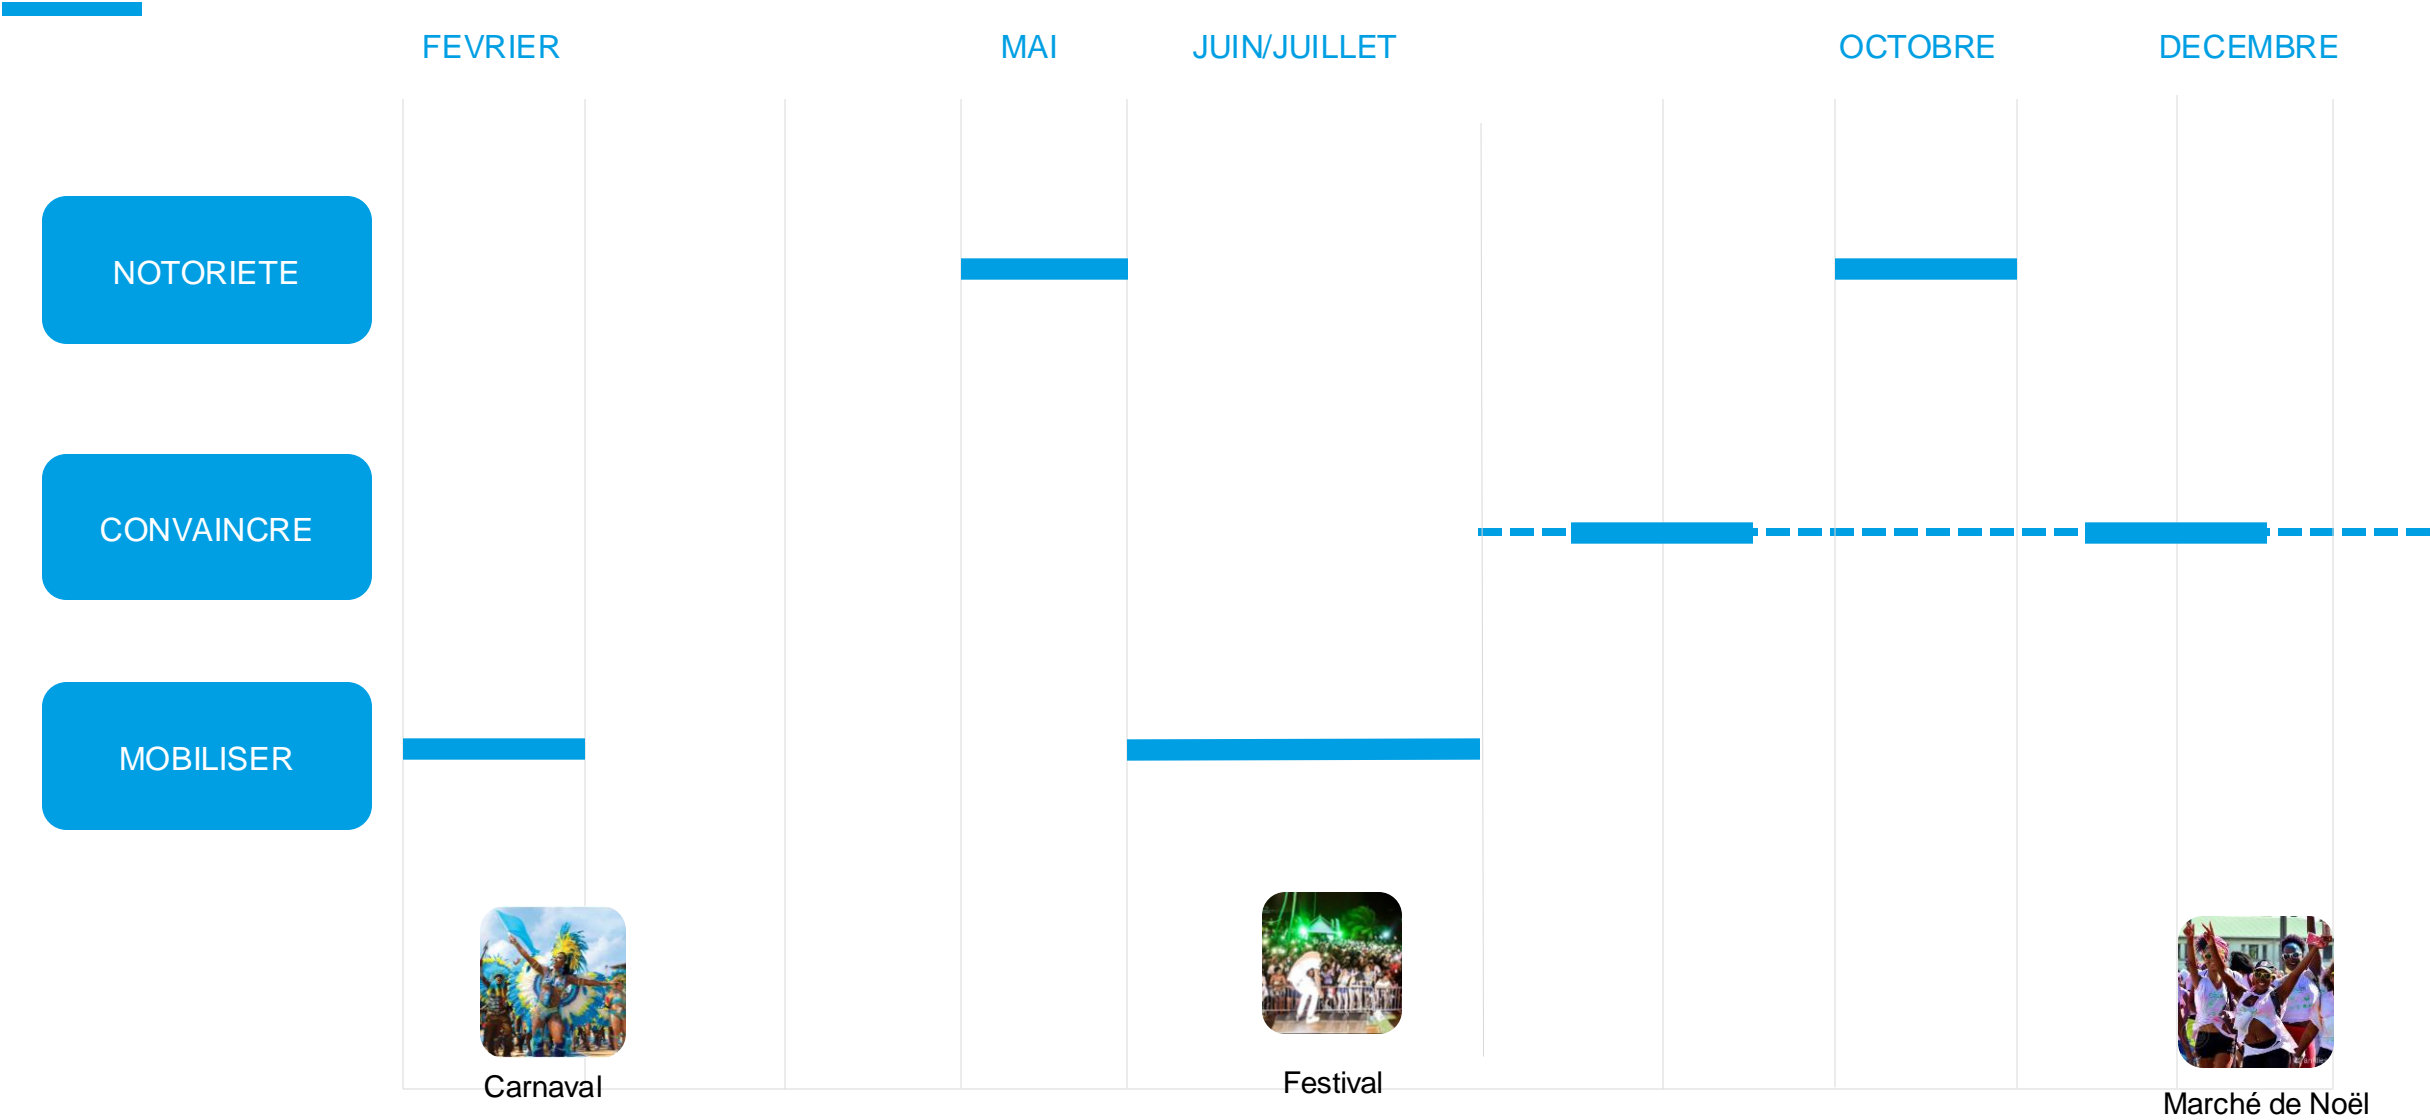 FEVRIER
MAI
JUIN/JUILLET
OCTOBRE
DECEMBRE
NOTORIETE
CONVAINCRE
MOBILISER
Carnaval
Festival
Marché de Noël